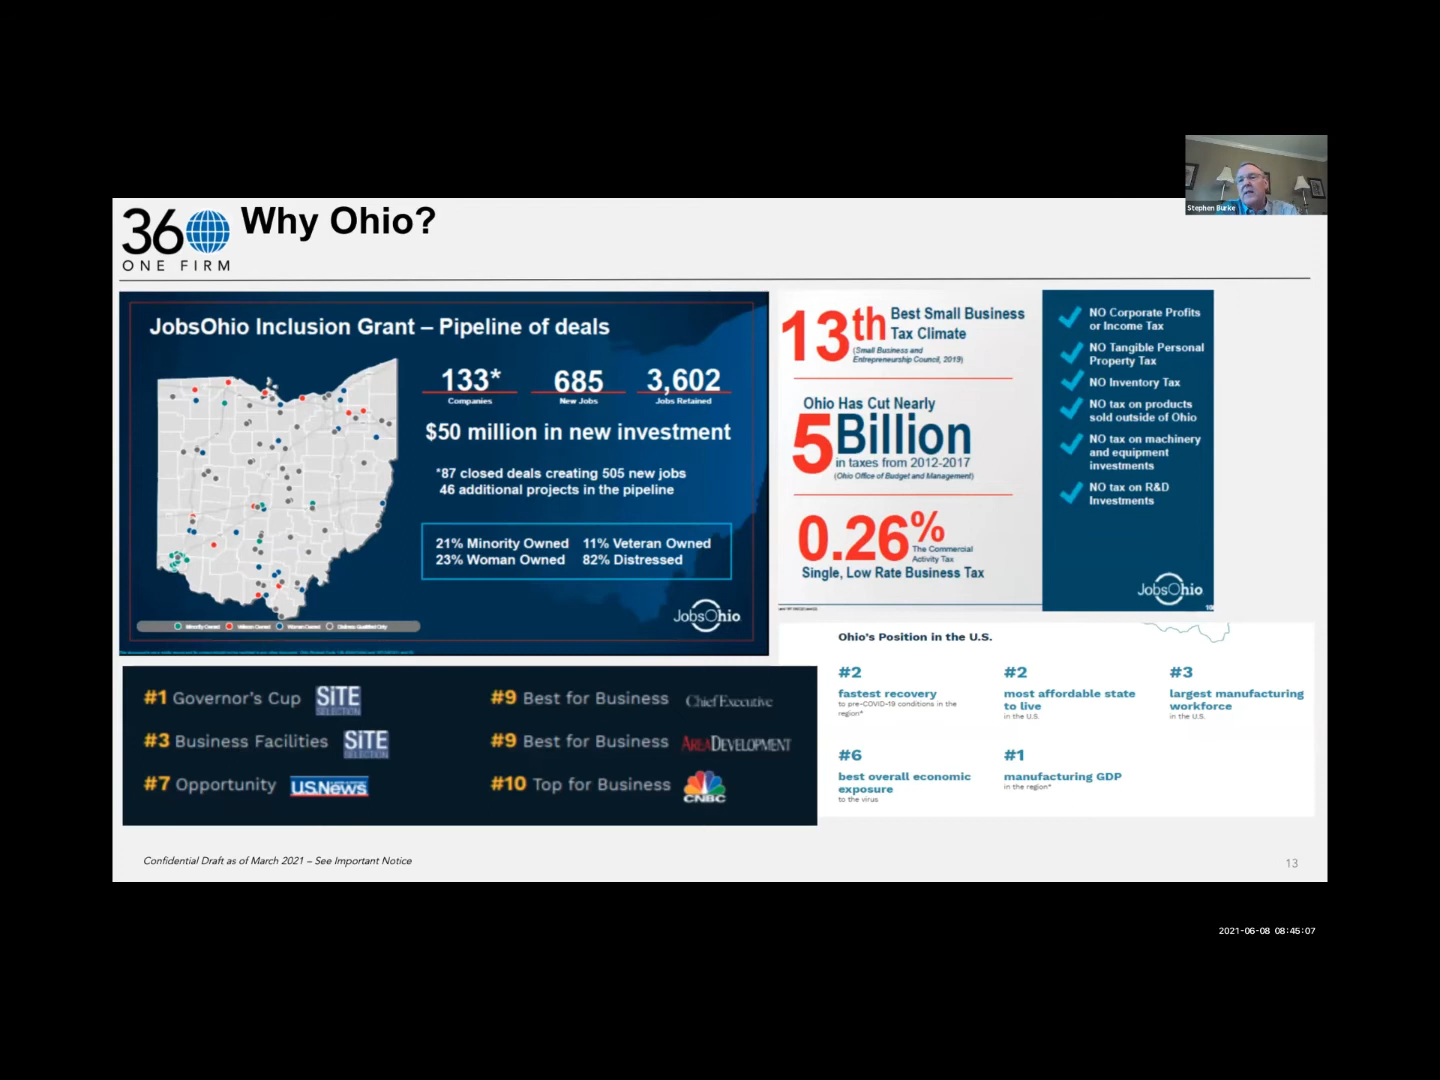 Stephen Burke
360
ONE FIRM
Why Ohio?
JobsOhio Inclusion Grant – Pipeline of deals
133*
Companies
685
New Jobs
3,602
Jobs Retained
$50 million in new investment
*87 closed deals creating 505 new jobs
46 additional projects in the pipeline
21% Minority Owned 11% Veteran Owned
23% Woman Owned 82% Distressed
JobsOhio
Minority Owned Veteran Owned Woman Owned Distress Qualified Only
13th Best Small Business
Tax Climate
(Small Business and
Entrepreneurship Council, 2019)
Ohio Has Cut Nearly
5 Billion
in taxes from 2012-2017
(Ohio Office of Budget and Management)
0.26%
The Commercial
Activity Tax
Single, Low Rate Business Tax
NO Corporate Profits
or Income Tax
NO Tangible Personal
Property Tax
NO Inventory Tax
NO tax on products
sold outside of Ohio
NO tax on machinery
and equipment
investments
NO tax on R&D
Investments
JobsOhio
#1 Governor's Cup SITE SELECTION
#3 Business Facilities SITE SELECTION
#7 Opportunity U.S.News
#9 Best for Business Chief Executive
#9 Best for Business AREADEVELOPMENT
#10 Top for Business CNBC
Ohio's Position in the U.S.
#2
fastest recovery
to pre-COVID-19 conditions in the
region*
#2
most affordable state
to live
in the U.S.
#3
largest manufacturing
workforce
in the U.S.
#6
best overall economic
exposure
to the virus
#1
manufacturing GDP
in the region*
Confidential Draft as of March 2021 – See Important Notice
13
2021-06-08 08:45:07